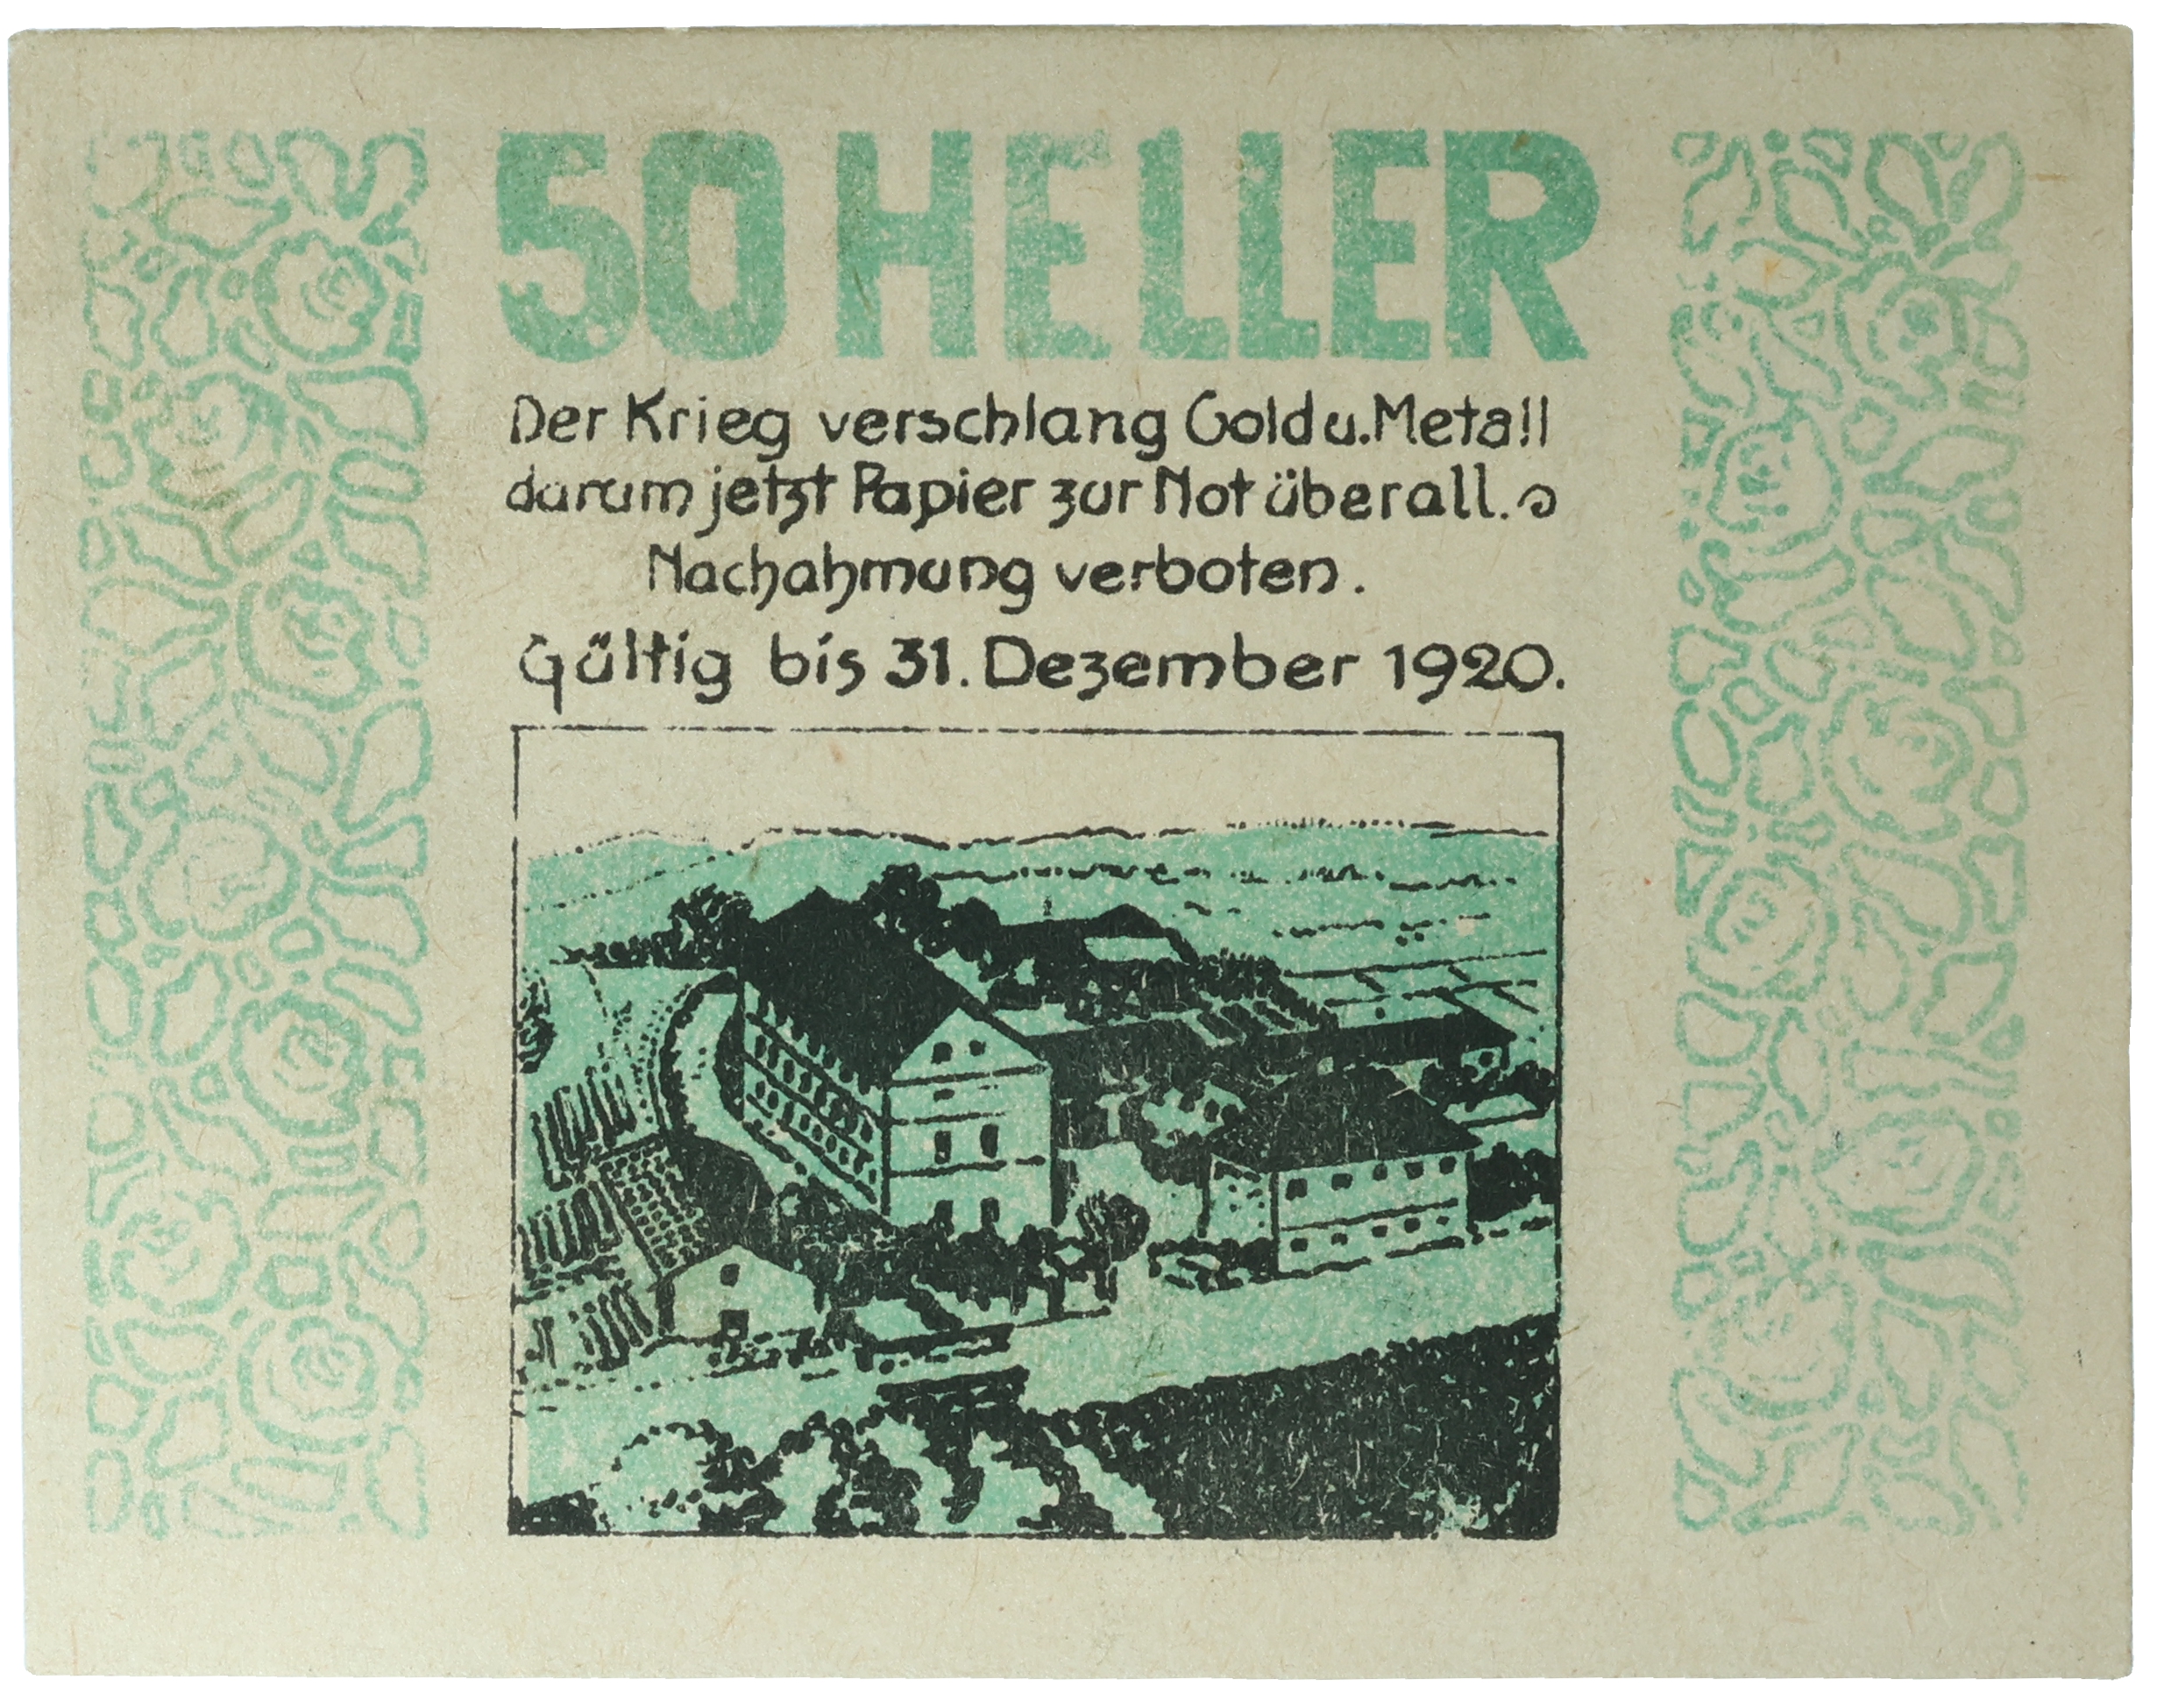 50 HELLER
Der Krieg verschlang Gold u. Metall
darum jetzt Papier zur Not überall.
Nachahmung verboten.
Gültig bis 31. Dezember 1920.